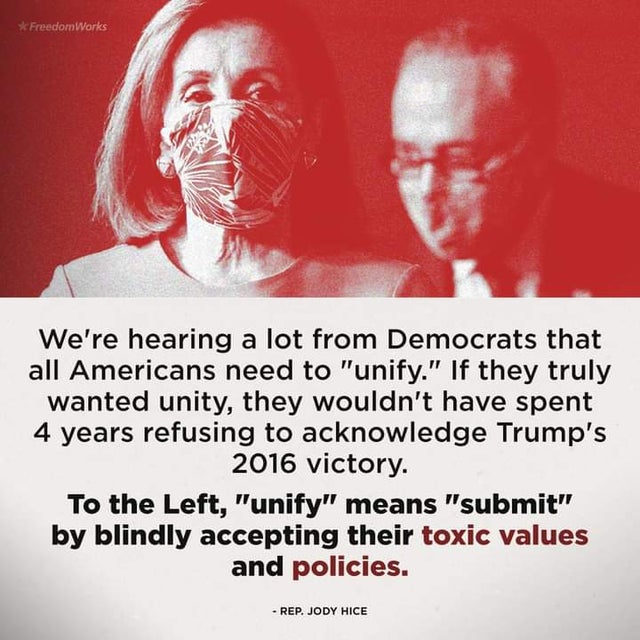 ★FreedomWorks
We're hearing a lot from Democrats that
all Americans need to "unify." If they truly
wanted unity, they wouldn't have spent
4 years refusing to acknowledge Trump's
2016 victory.
To the Left, "unify" means "submit"
by blindly accepting their toxic values
and policies.
- REP. JODY HICE